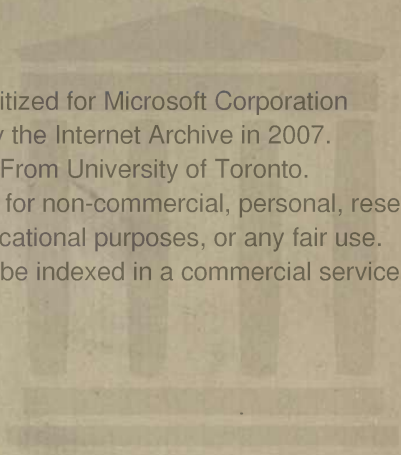 itized for Microsoft Corporation
the Internet Archive in 2007.
From University of Toronto.
for non-commercial, personal, rese
cational purposes, or any fair use.
be indexed in a commercial service